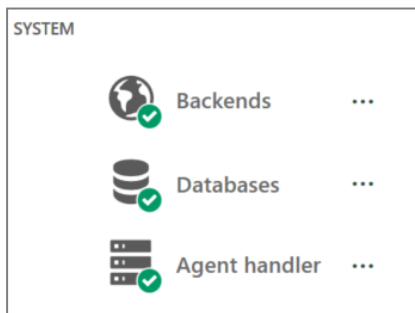 SYSTEM
Backends ...
Databases ...
Agent handler ...